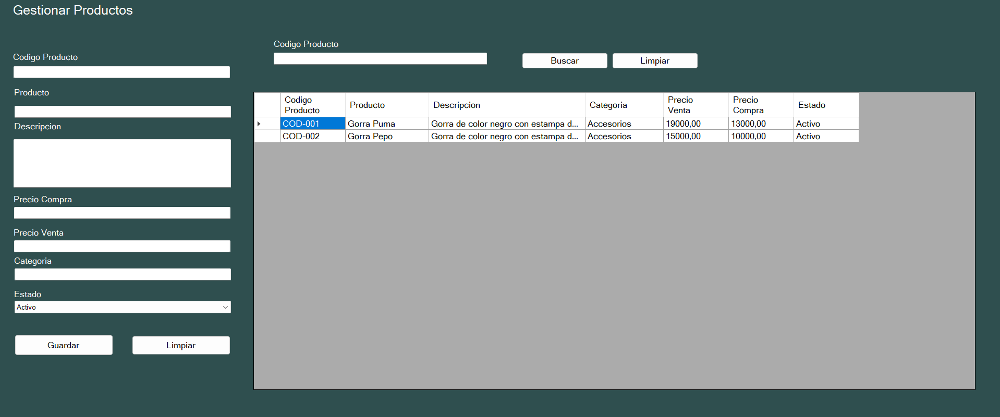 Gestionar Productos
Codigo Producto
Producto
Descripcion
Precio Compra
Precio Venta
Categoria
Estado
Activo
Guardar Limpiar
Codigo Producto
Buscar Limpiar
Codigo Producto Producto Descripcion Categoria Precio Venta Precio Compra Estado
COD-001 Gorra Puma Gorra de color negro con estampa d... Accesorios 19000,00 13000,00 Activo
COD-002 Gorra Pepo Gorra de color negro con estampa d... Accesorios 15000,00 10000,00 Activo